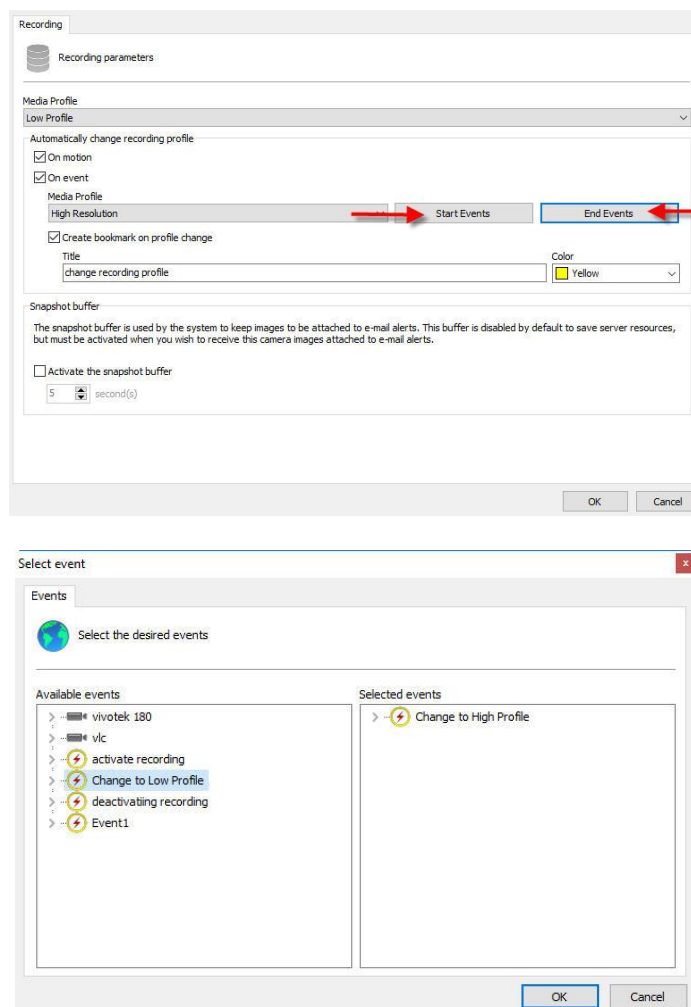 Recording
Recording parameters
Media Profile
Low Profile
Automatically change recording profile
On motion
On event
Media Profile
High Resolution
Start Events
End Events
Create bookmark on profile change
Title
Color
change recording profile
Yellow
Snapshot buffer
The snapshot buffer is used by the system to keep images to be attached to e-mail alerts. This buffer is disabled by default to save server resources,
but must be activated when you wish to receive this camera images attached to e-mail alerts.
Activate the snapshot buffer
5 second(s)
OK
Cancel
Select event
x
Events
Select the desired events
Available events
Selected events
vivotek 180
vlc
activate recording
Change to Low Profile
deactivatiing recording
Event1
Change to High Profile
OK
Cancel